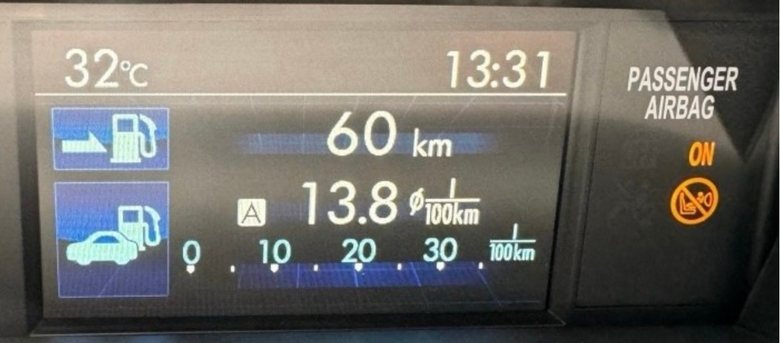 32°C 13:31
PASSENGER
AIRBAG
ON
60 km
A 13.8 ø l/100km
0 10 20 30 l/100km